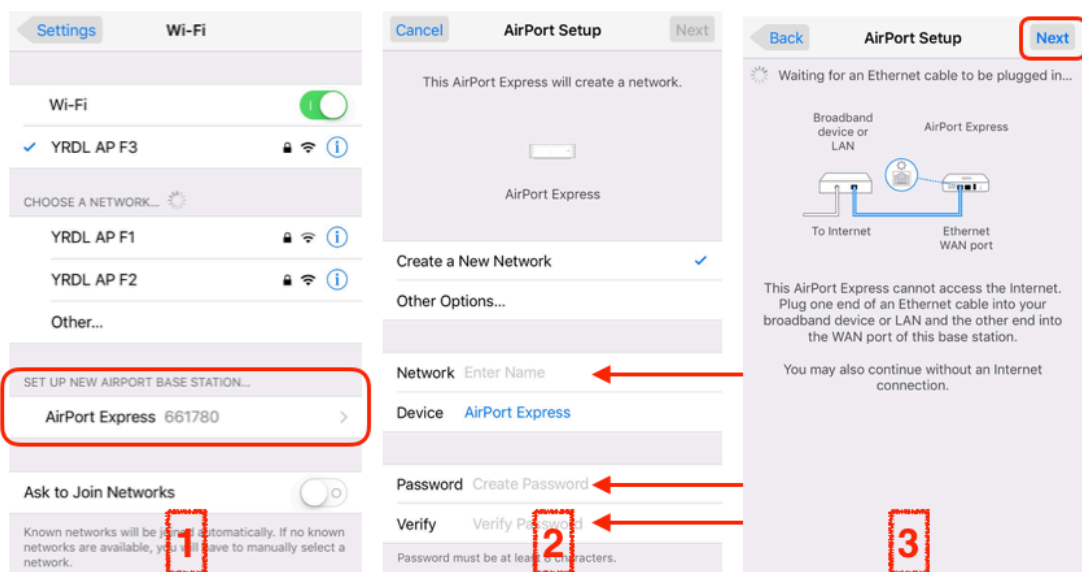 Settings
Wi-Fi
Wi-Fi
YRDL AP F3
CHOOSE A NETWORK...
YRDL AP F1
YRDL AP F2
Other...
SET UP NEW AIRPORT BASE STATION...
AirPort Express 661780
Ask to Join Networks
Known networks will be joined automatically. If no known
networks are available, you will have to manually select a
network.
1
Cancel
AirPort Setup
Next
This AirPort Express will create a network.
AirPort Express
Create a New Network
Other Options...
Network Enter Name
Device AirPort Express
Password Create Password
Verify Verify Password
Password must be at least 8 characters.
2
Back
AirPort Setup
Next
Waiting for an Ethernet cable to be plugged in...
Broadband
device or
LAN
AirPort Express
To Internet
Ethernet
WAN port
This AirPort Express cannot access the Internet.
Plug one end of an Ethernet cable into your
broadband device or LAN and the other end into
the WAN port of this base station.
You may also continue without an Internet
connection.
3